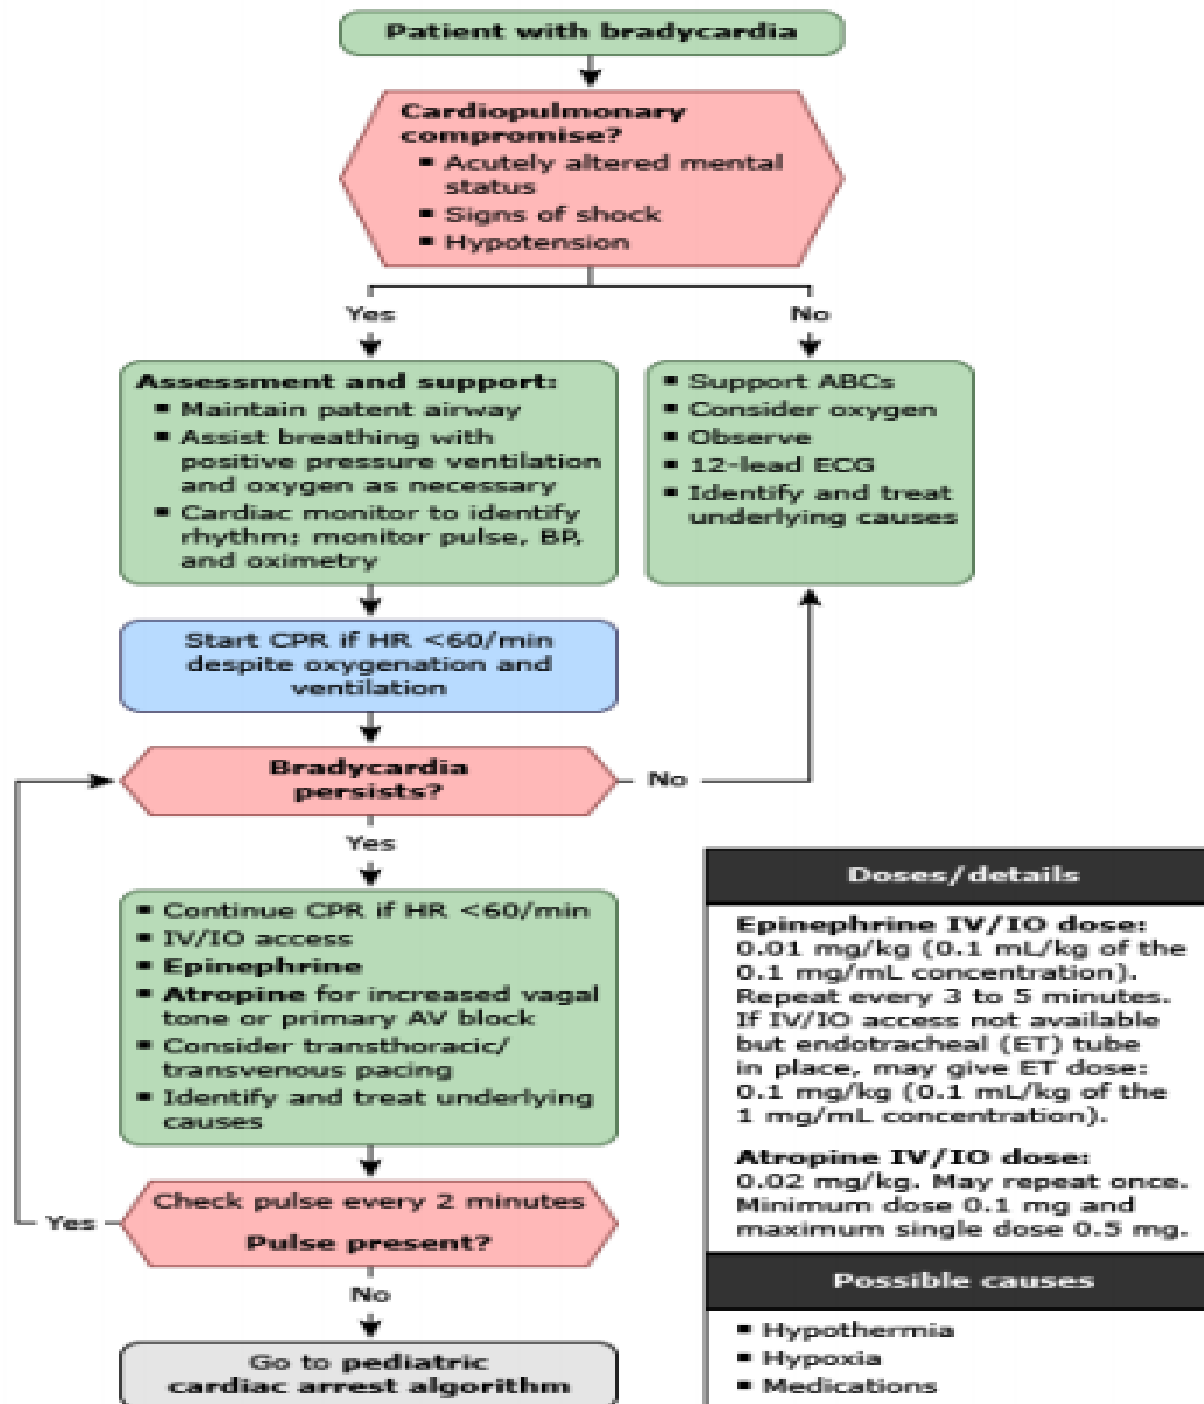 Patient with bradycardia
Cardiopulmonary
compromise?
▪ Acutely altered mental
status
▪ Signs of shock
▪ Hypotension
Yes
No
Assessment and support:
▪ Maintain patent airway
▪ Assist breathing with
positive pressure ventilation
and oxygen as necessary
▪ Cardiac monitor to identify
rhythm; monitor pulse, BP,
and oximetry
▪ Support ABCs
▪ Consider oxygen
▪ Observe
▪ 12-lead ECG
▪ Identify and treat
underlying causes
Start CPR if HR <60/min
despite oxygenation and
ventilation
Bradycardia
persists?
No
Yes
▪ Continue CPR if HR <60/min
▪ IV/IO access
▪ Epinephrine
▪ Atropine for increased vagal
tone or primary AV block
▪ Consider transthoracic/
transvenous pacing
▪ Identify and treat underlying
causes
Check pulse every 2 minutes
Pulse present?
Yes
No
Go to pediatric
cardiac arrest algorithm
Doses/details
Epinephrine IV/IO dose:
0.01 mg/kg (0.1 mL/kg of the
0.1 mg/mL concentration).
Repeat every 3 to 5 minutes.
If IV/IO access not available
but endotracheal (ET) tube
in place, may give ET dose:
0.1 mg/kg (0.1 mL/kg of the
1 mg/mL concentration).
Atropine IV/IO dose:
0.02 mg/kg. May repeat once.
Minimum dose 0.1 mg and
maximum single dose 0.5 mg.
Possible causes
▪ Hypothermia
▪ Hypoxia
▪ Medications